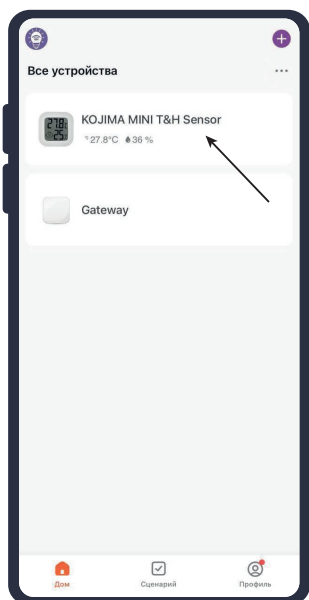 Все устройства
KOJIMA MINI T&H Sensor
27.8°C 36 %
Gateway
Дом Сценарий Профиль